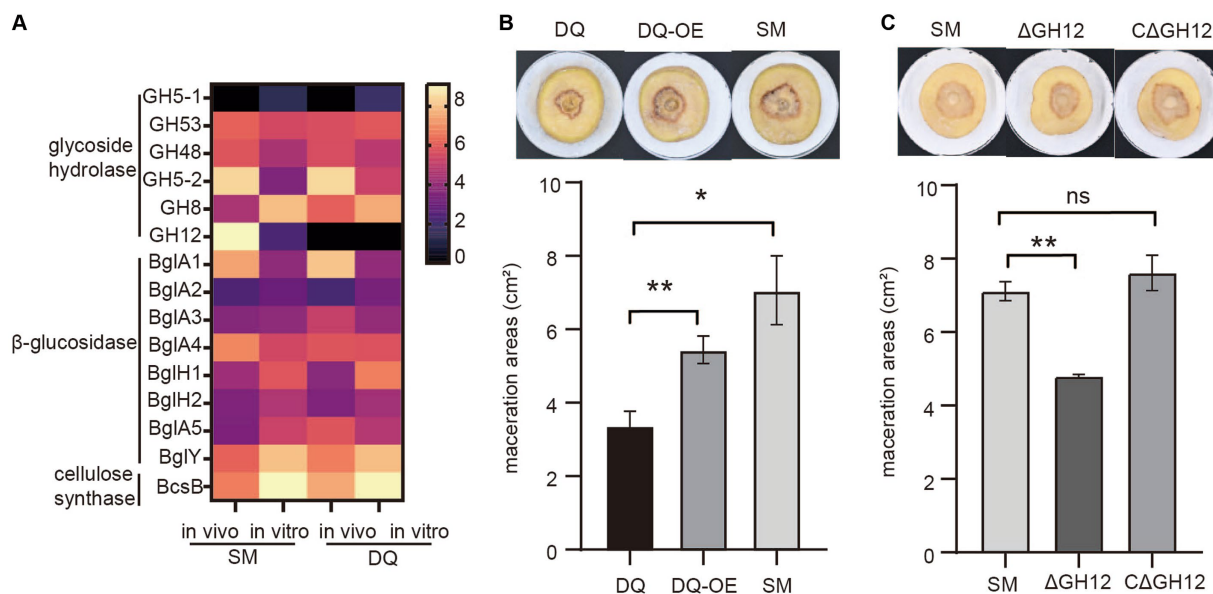 A
glycoside
hydrolase
β-glucosidase
cellulose
synthase
GH5-1
GH53
GH48
GH5-2
GH8
GH12
BglA1
BglA2
BglA3
BglA4
BglH1
BglH2
BglA5
BglY
BcsB
8
6
4
2
0
in vivo in vitro in vivo in vitro
SM DQ
B
DQ DQ-OE SM
maceration areas (cm²)
10
8
6
4
2
0
*
**
DQ DQ-OE SM
C
SM ΔGH12 CΔGH12
maceration areas (cm²)
10
8
6
4
2
0
ns
**
SM ΔGH12 CΔGH12